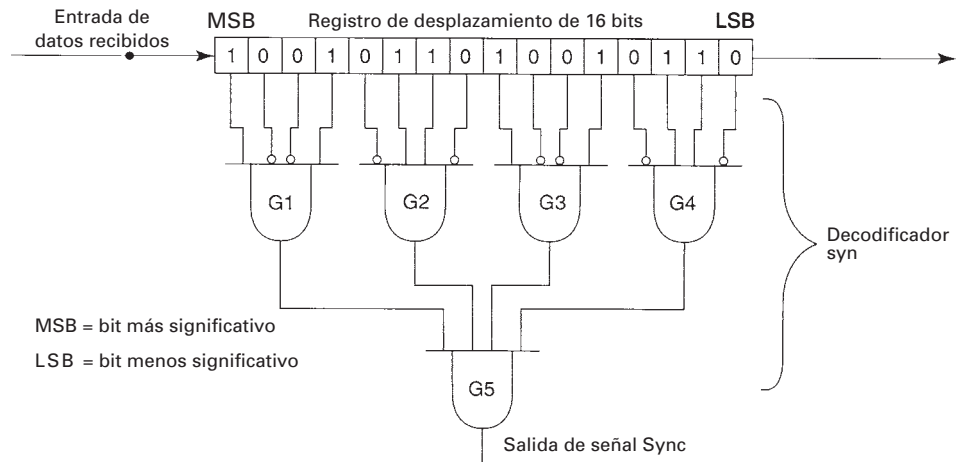 Entrada de
datos recibidos
MSB
Registro de desplazamiento de 16 bits
LSB
1 0 0 1 0 1 1 0 1 0 0 1 0 1 1 0
G1
G2
G3
G4
Decodificador
syn
MSB = bit más significativo
LSB = bit menos significativo
G5
Salida de señal Sync